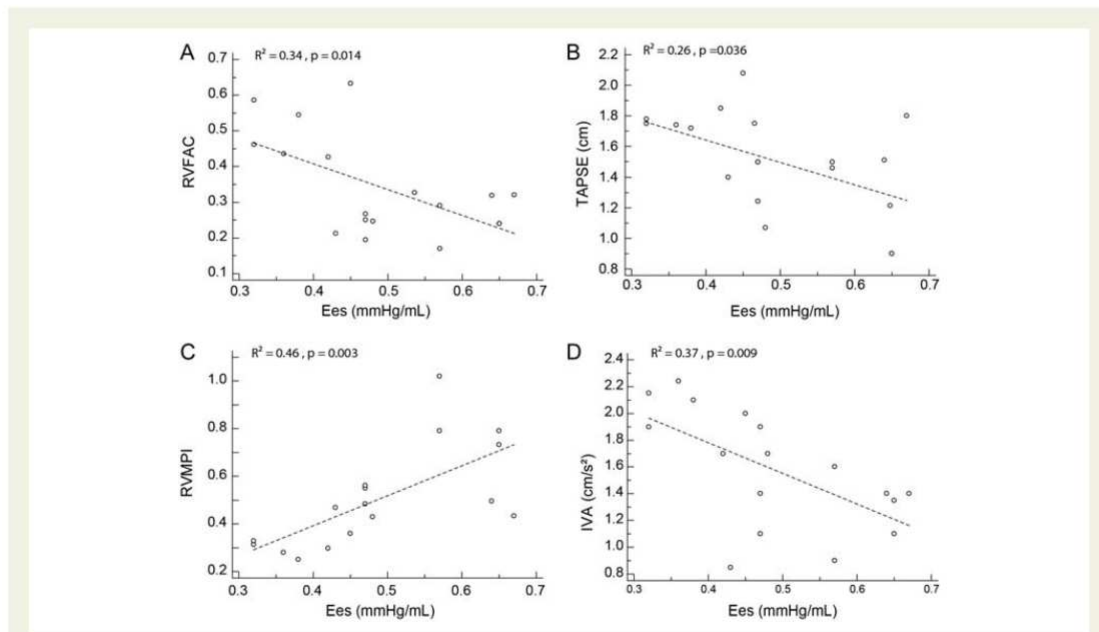 A
R² = 0.34 , p = 0.014
0.7
0.6
0.5
0.4
0.3
0.2
0.1
RVFAC
0.3 0.4 0.5 0.6 0.7
Ees (mmHg/mL)
B
R² = 0.26 , p =0.036
2.2
2.0
1.8
1.6
1.4
1.2
1.0
0.8
TAPSE (cm)
0.3 0.4 0.5 0.6 0.7
Ees (mmHg/mL)
C
R² = 0.46 , p = 0.003
1.0
0.8
0.6
0.4
0.2
RVMPI
0.3 0.4 0.5 0.6 0.7
Ees (mmHg/mL)
D
R² = 0.37 , p = 0.009
2.4
2.2
2.0
1.8
1.6
1.4
1.2
1.0
0.8
IVA (cm/s²)
0.3 0.4 0.5 0.6 0.7
Ees (mmHg/mL)